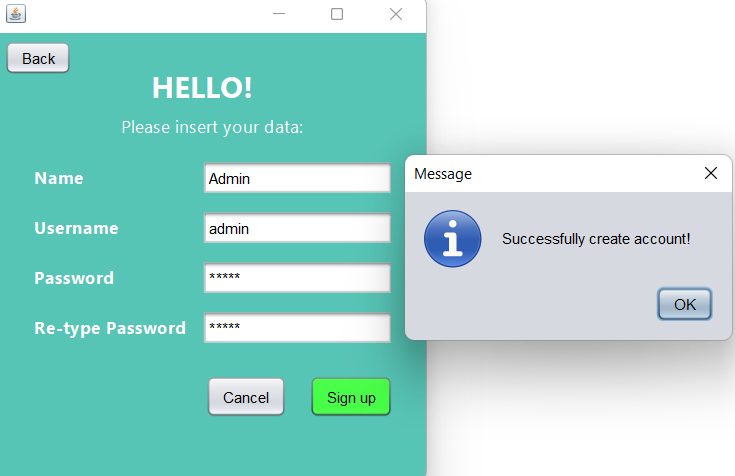 Back
HELLO!
Please insert your data:
Name
Admin
Username
admin
Password
*****
Re-type Password
*****
Cancel
Sign up
Message
Successfully create account!
OK